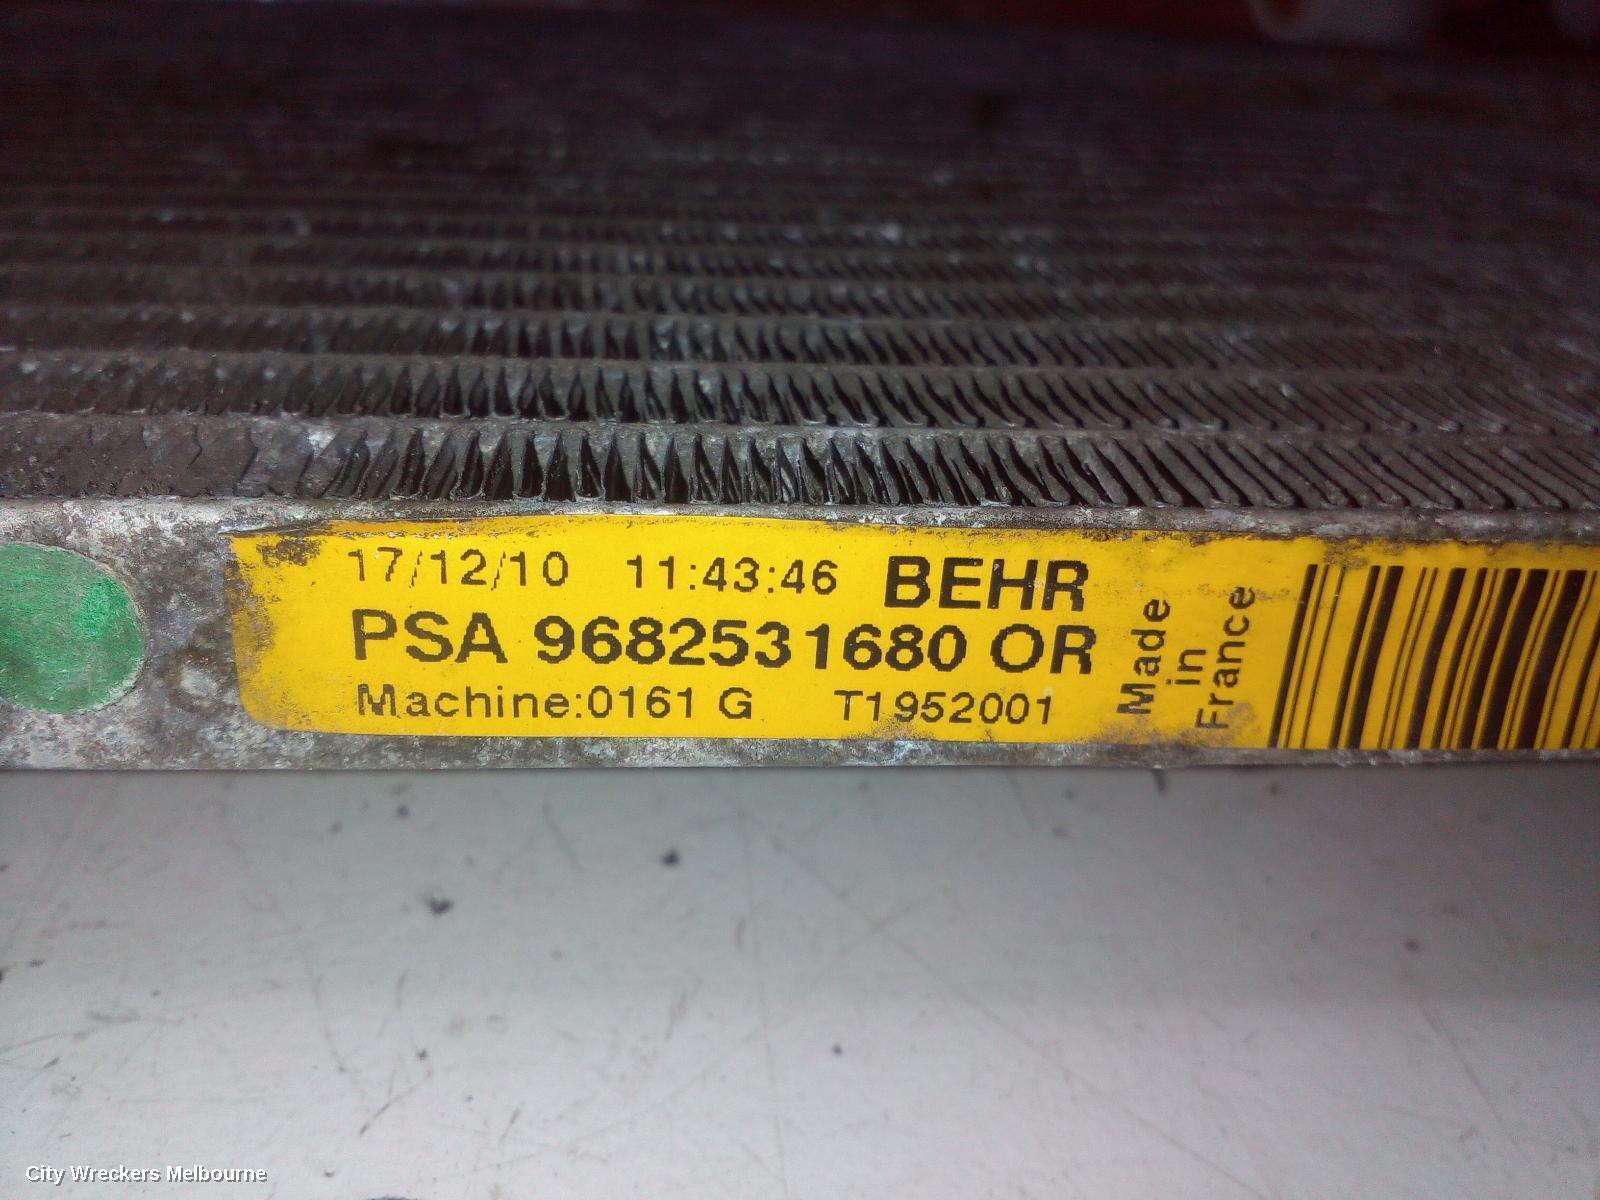 17/12/10 11:43:46 BEHR
PSA 9682531680 OR
Machine:0161 G T1952001
Made
in
France
City Wreckers Melbourne